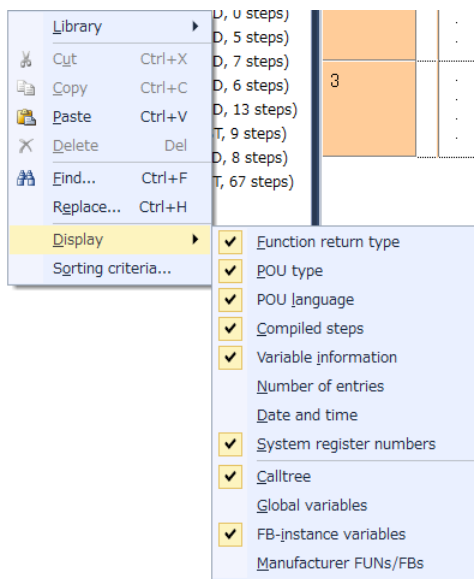 Library
Cut Ctrl+X
Copy Ctrl+C
Paste Ctrl+V
Delete Del
Find... Ctrl+F
Replace... Ctrl+H
Display
Sorting criteria...
D, 0 steps)
D, 5 steps)
D, 7 steps)
D, 6 steps)
D, 13 steps)
T, 9 steps)
D, 8 steps)
T, 67 steps)
3
Function return type
POU type
POU language
Compiled steps
Variable information
Number of entries
Date and time
System register numbers
Calltree
Global variables
FB-instance variables
Manufacturer FUNs/FBs